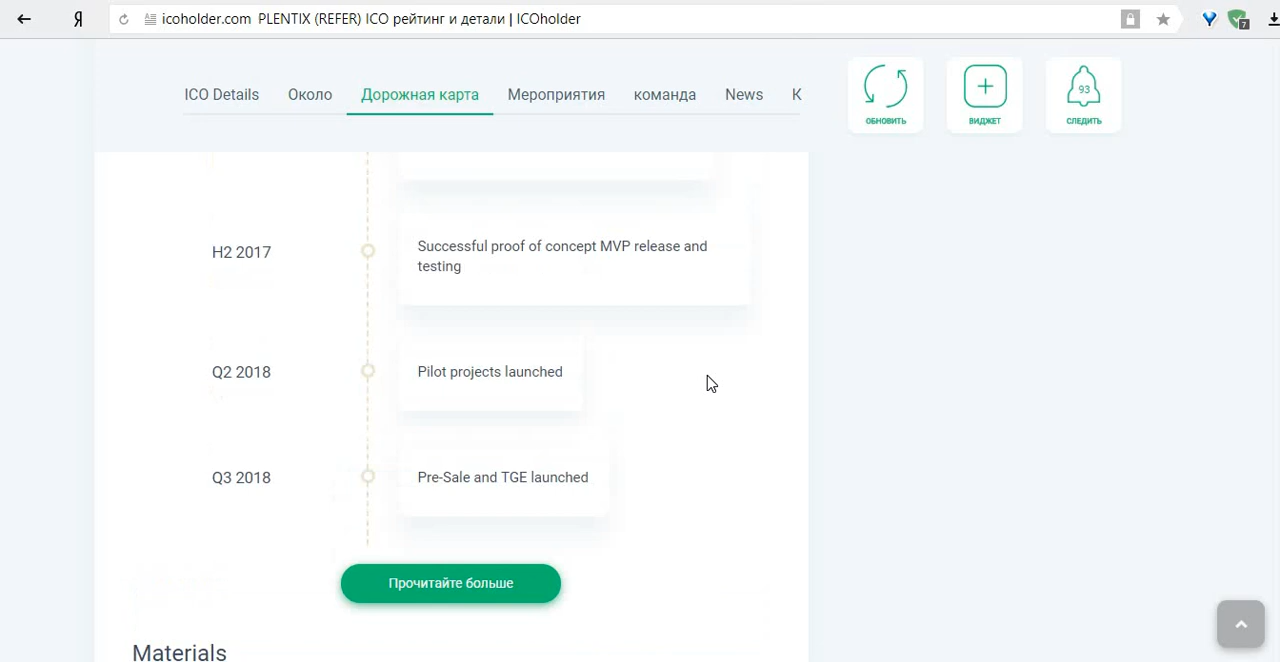 Я icoholder.com PLENTIX (REFER) ICO рейтинг и детали | ICOholder 7
ICO Details Около Дорожная карта Мероприятия команда News К
93
ОБНОВИТЬ ВИДЖЕТ СЛЕДИТЬ
H2 2017
Successful proof of concept MVP release and
testing
Q2 2018 Pilot projects launched
Q3 2018 Pre-Sale and TGE launched
Прочитайте больше
Materials